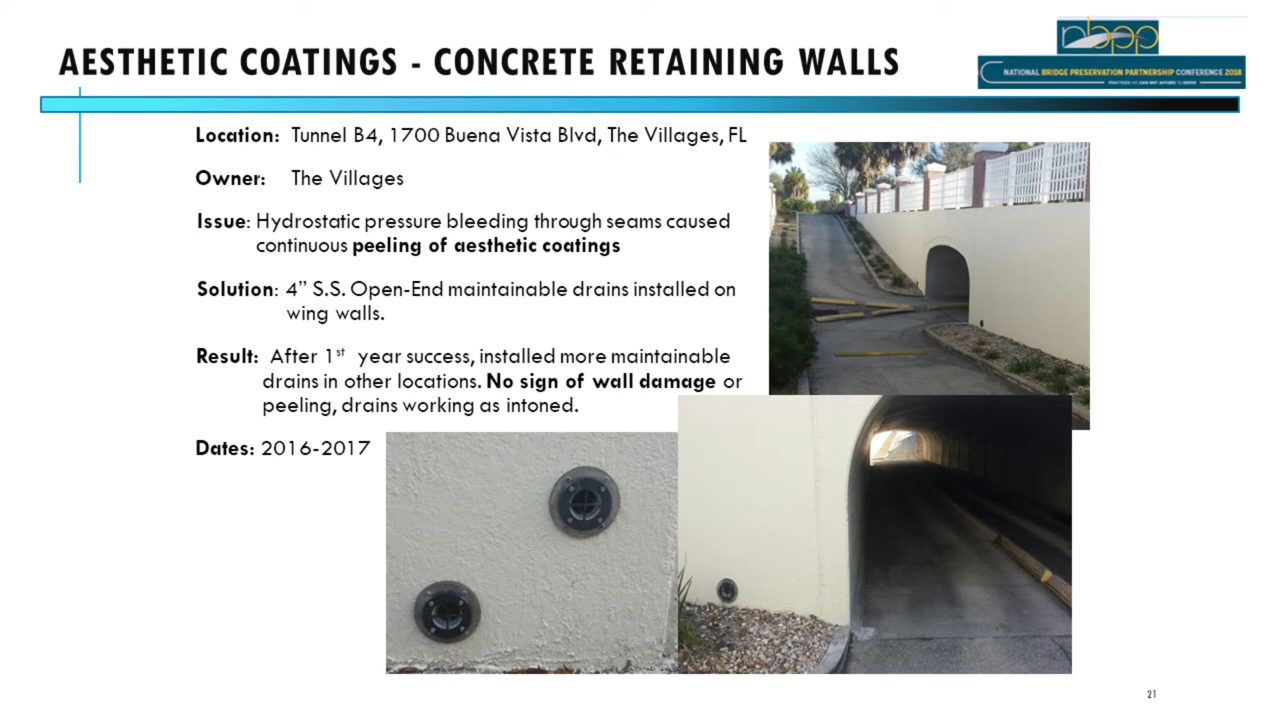 AESTHETIC COATINGS - CONCRETE RETAINING WALLS
nbpp
NATIONAL BRIDGE PRESERVATION PARTNERSHIP CONFERENCE 2018
Location: Tunnel B4, 1700 Buena Vista Blvd, The Villages, FL
Owner: The Villages
Issue: Hydrostatic pressure bleeding through seams caused
continuous peeling of aesthetic coatings
Solution: 4” S.S. Open-End maintainable drains installed on
wing walls.
Result: After 1st year success, installed more maintainable
drains in other locations. No sign of wall damage or
peeling, drains working as intoned.
Dates: 2016-2017
21